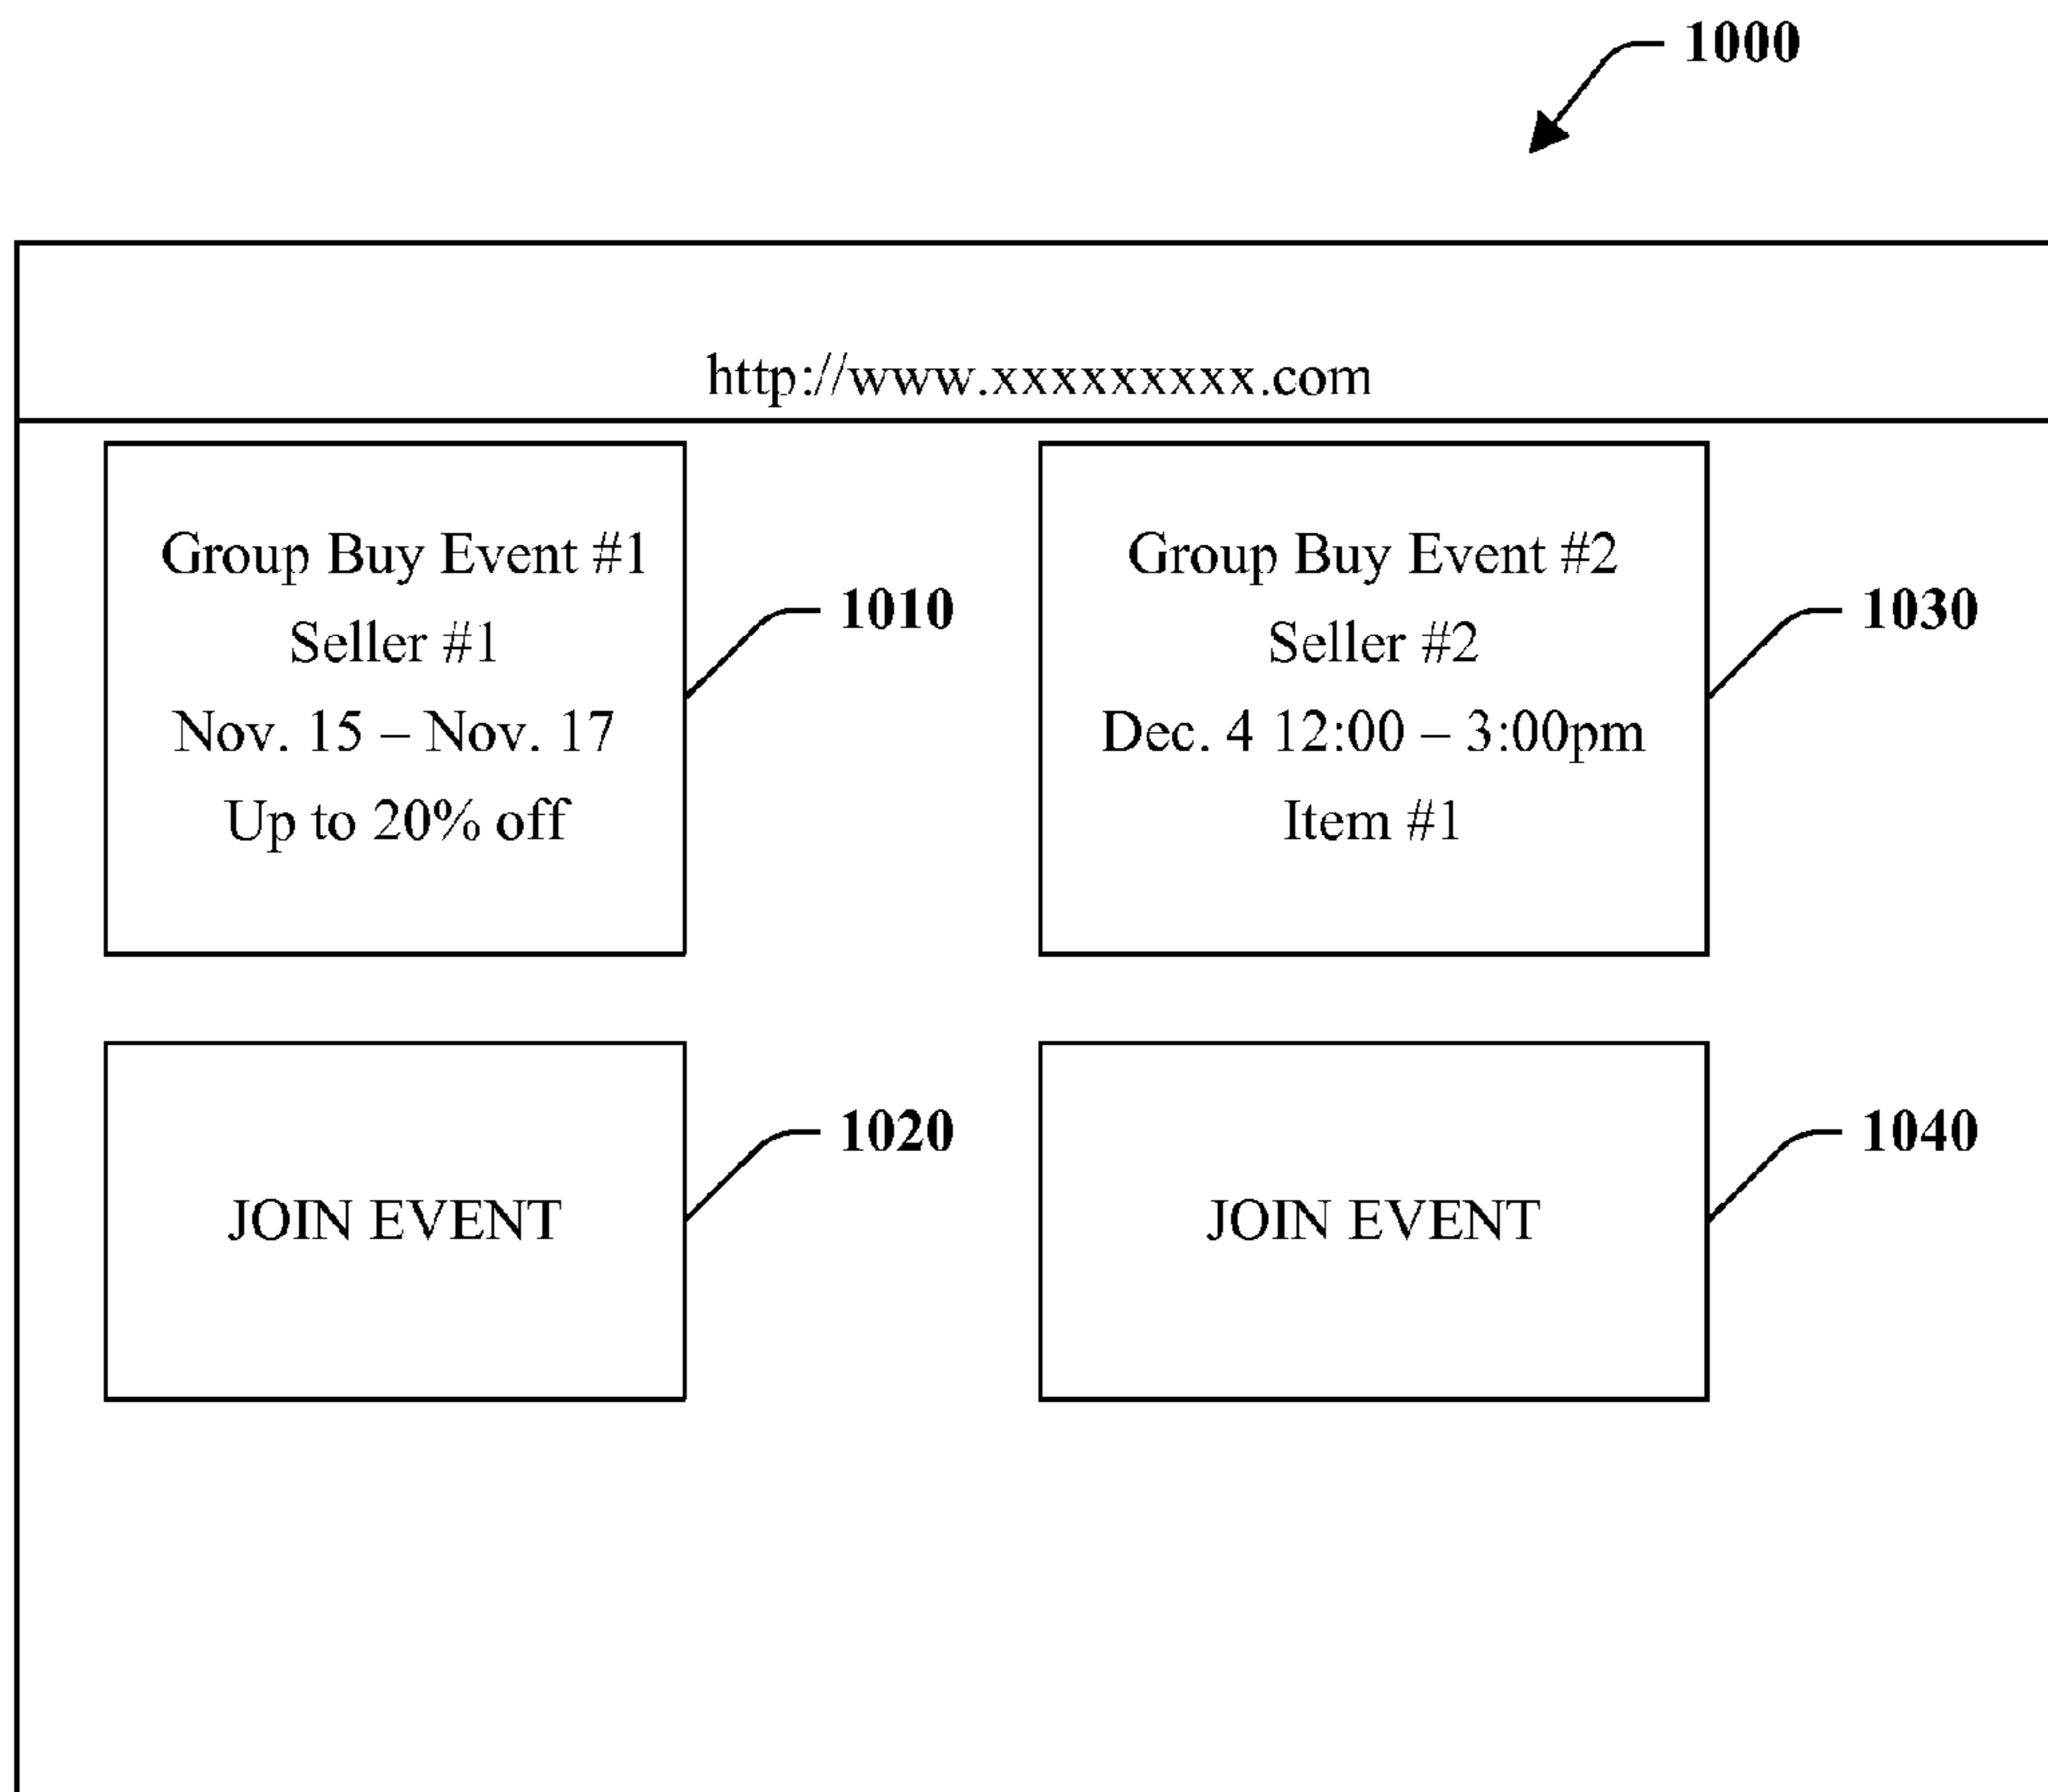 1000
http://www.xxxxxxxxx.com
Group Buy Event #1
Seller #1
Nov. 15 – Nov. 17
Up to 20% off
1010
Group Buy Event #2
Seller #2
Dec. 4 12:00 – 3:00pm
Item #1
1030
JOIN EVENT
1020
JOIN EVENT
1040